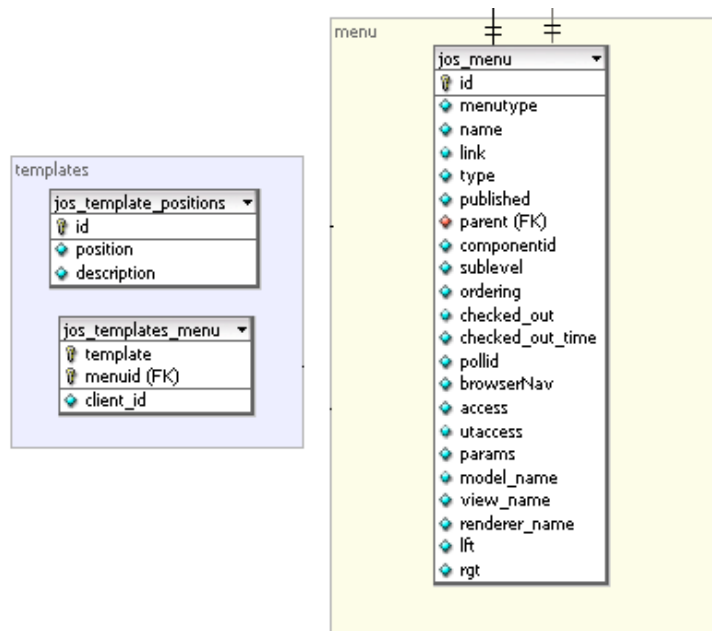 templates
jos_template_positions
id
position
description
jos_templates_menu
template
menuid (FK)
client_id
menu
jos_menu
id
menutype
name
link
type
published
parent (FK)
componentid
sublevel
ordering
checked_out
checked_out_time
pollid
browserNav
access
utaccess
params
model_name
view_name
renderer_name
lft
rgt